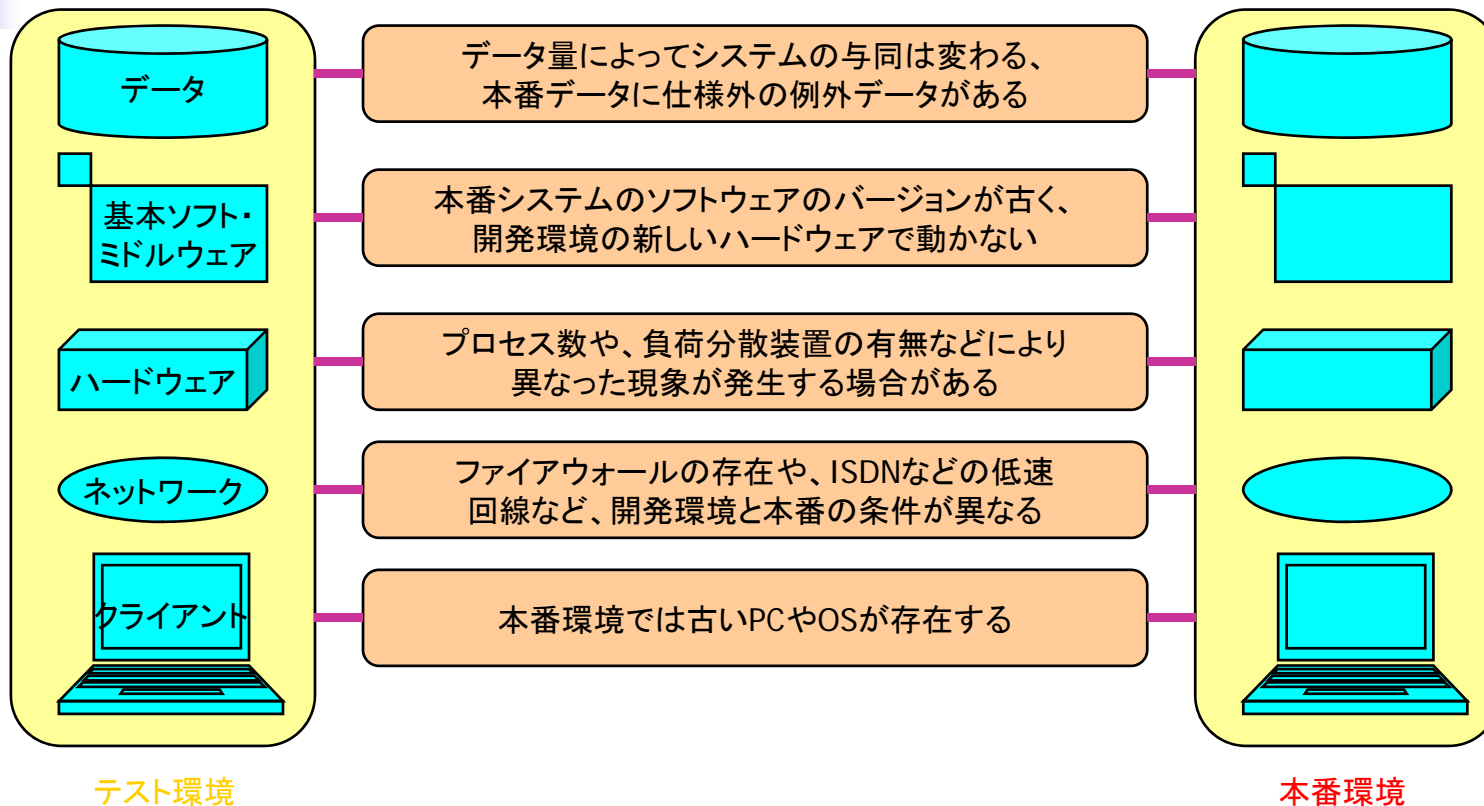 データ
データ量によってシステムの与同は変わる、
本番データに仕様外の例外データがある
基本ソフト・
ミドルウェア
本番システムのソフトウェアのバージョンが古く、
開発環境の新しいハードウェアで動かない
ハードウェア
プロセス数や、負荷分散装置の有無などにより
異なった現象が発生する場合がある
ネットワーク
ファイアウォールの存在や、ISDNなどの低速
回線など、開発環境と本番の条件が異なる
クライアント
本番環境では古いPCやOSが存在する
テスト環境
本番環境